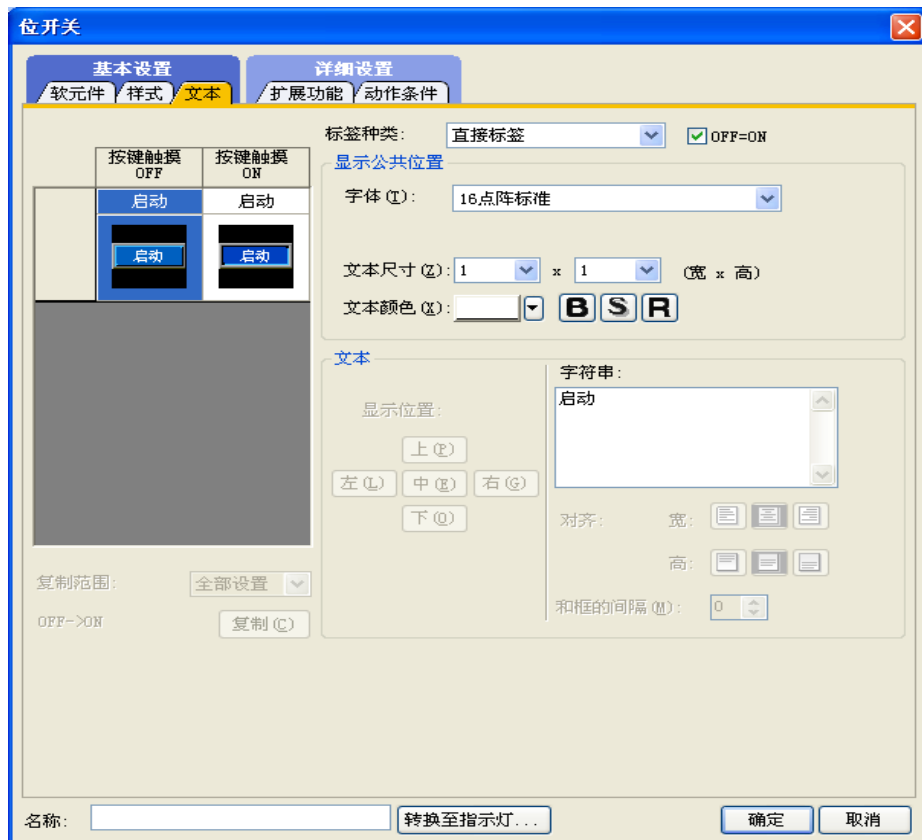 位开关
基本设置 详细设置
软元件 样式 文本 扩展功能 动作条件
标签种类: 直接标签 OFF=ON
按键触摸 OFF 按键触摸 ON
启动 启动
启动 启动
显示公共位置
字体(T): 16点阵标准
文本尺寸(Z): 1 x 1 (宽 x 高)
文本颜色(X): B S R
文本
显示位置:
上(P)
左(L) 中(E) 右(G)
下(O)
字符串:
启动
对齐: 宽:
高:
和框的间隔(M): 0
复制范围: 全部设置
OFF->ON 复制(C)
名称: 转换至指示灯... 确定 取消